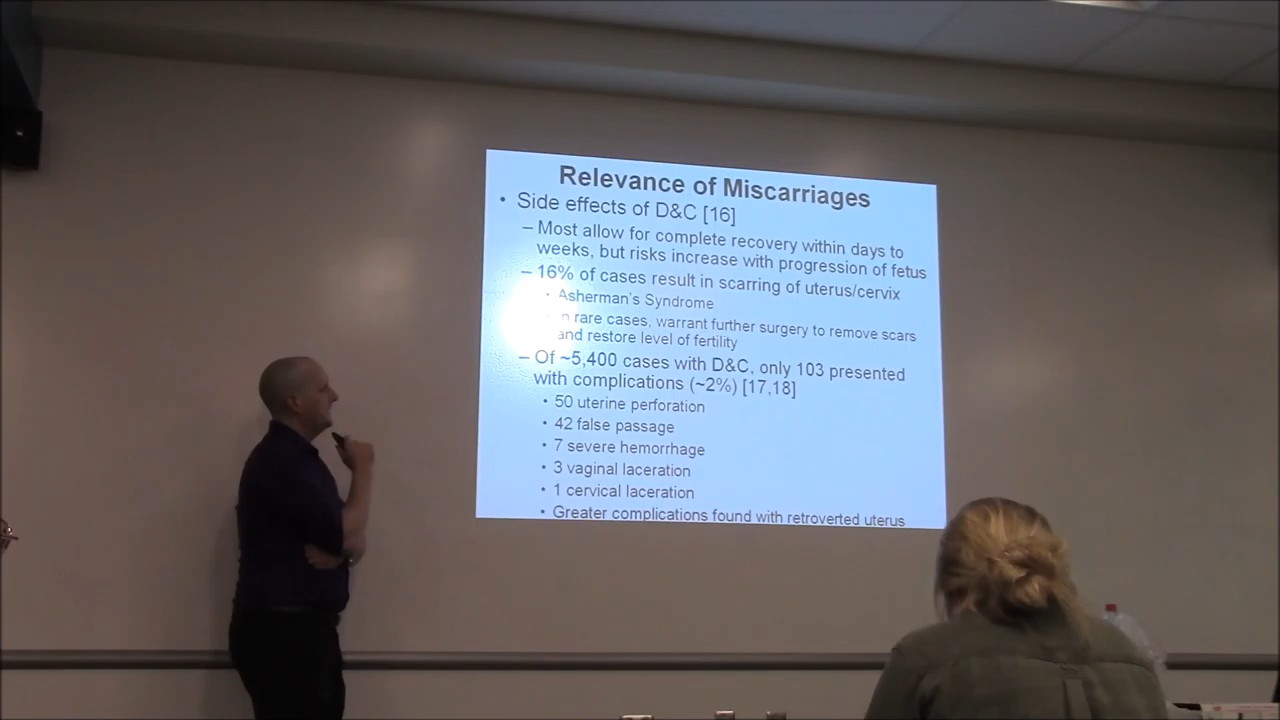 Relevance of Miscarriages
• Side effects of D&C [16]
– Most allow for complete recovery within days to
weeks, but risks increase with progression of fetus
– 16% of cases result in scarring of uterus/cervix
• Asherman's Syndrome
rare cases, warrant further surgery to remove scars
and restore level of fertility
– Of ~5,400 cases with D&C, only 103 presented
with complications (~2%) [17,18]
• 50 uterine perforation
• 42 false passage
• 7 severe hemorrhage
• 3 vaginal laceration
• 1 cervical laceration
• Greater complications found with retroverted uterus